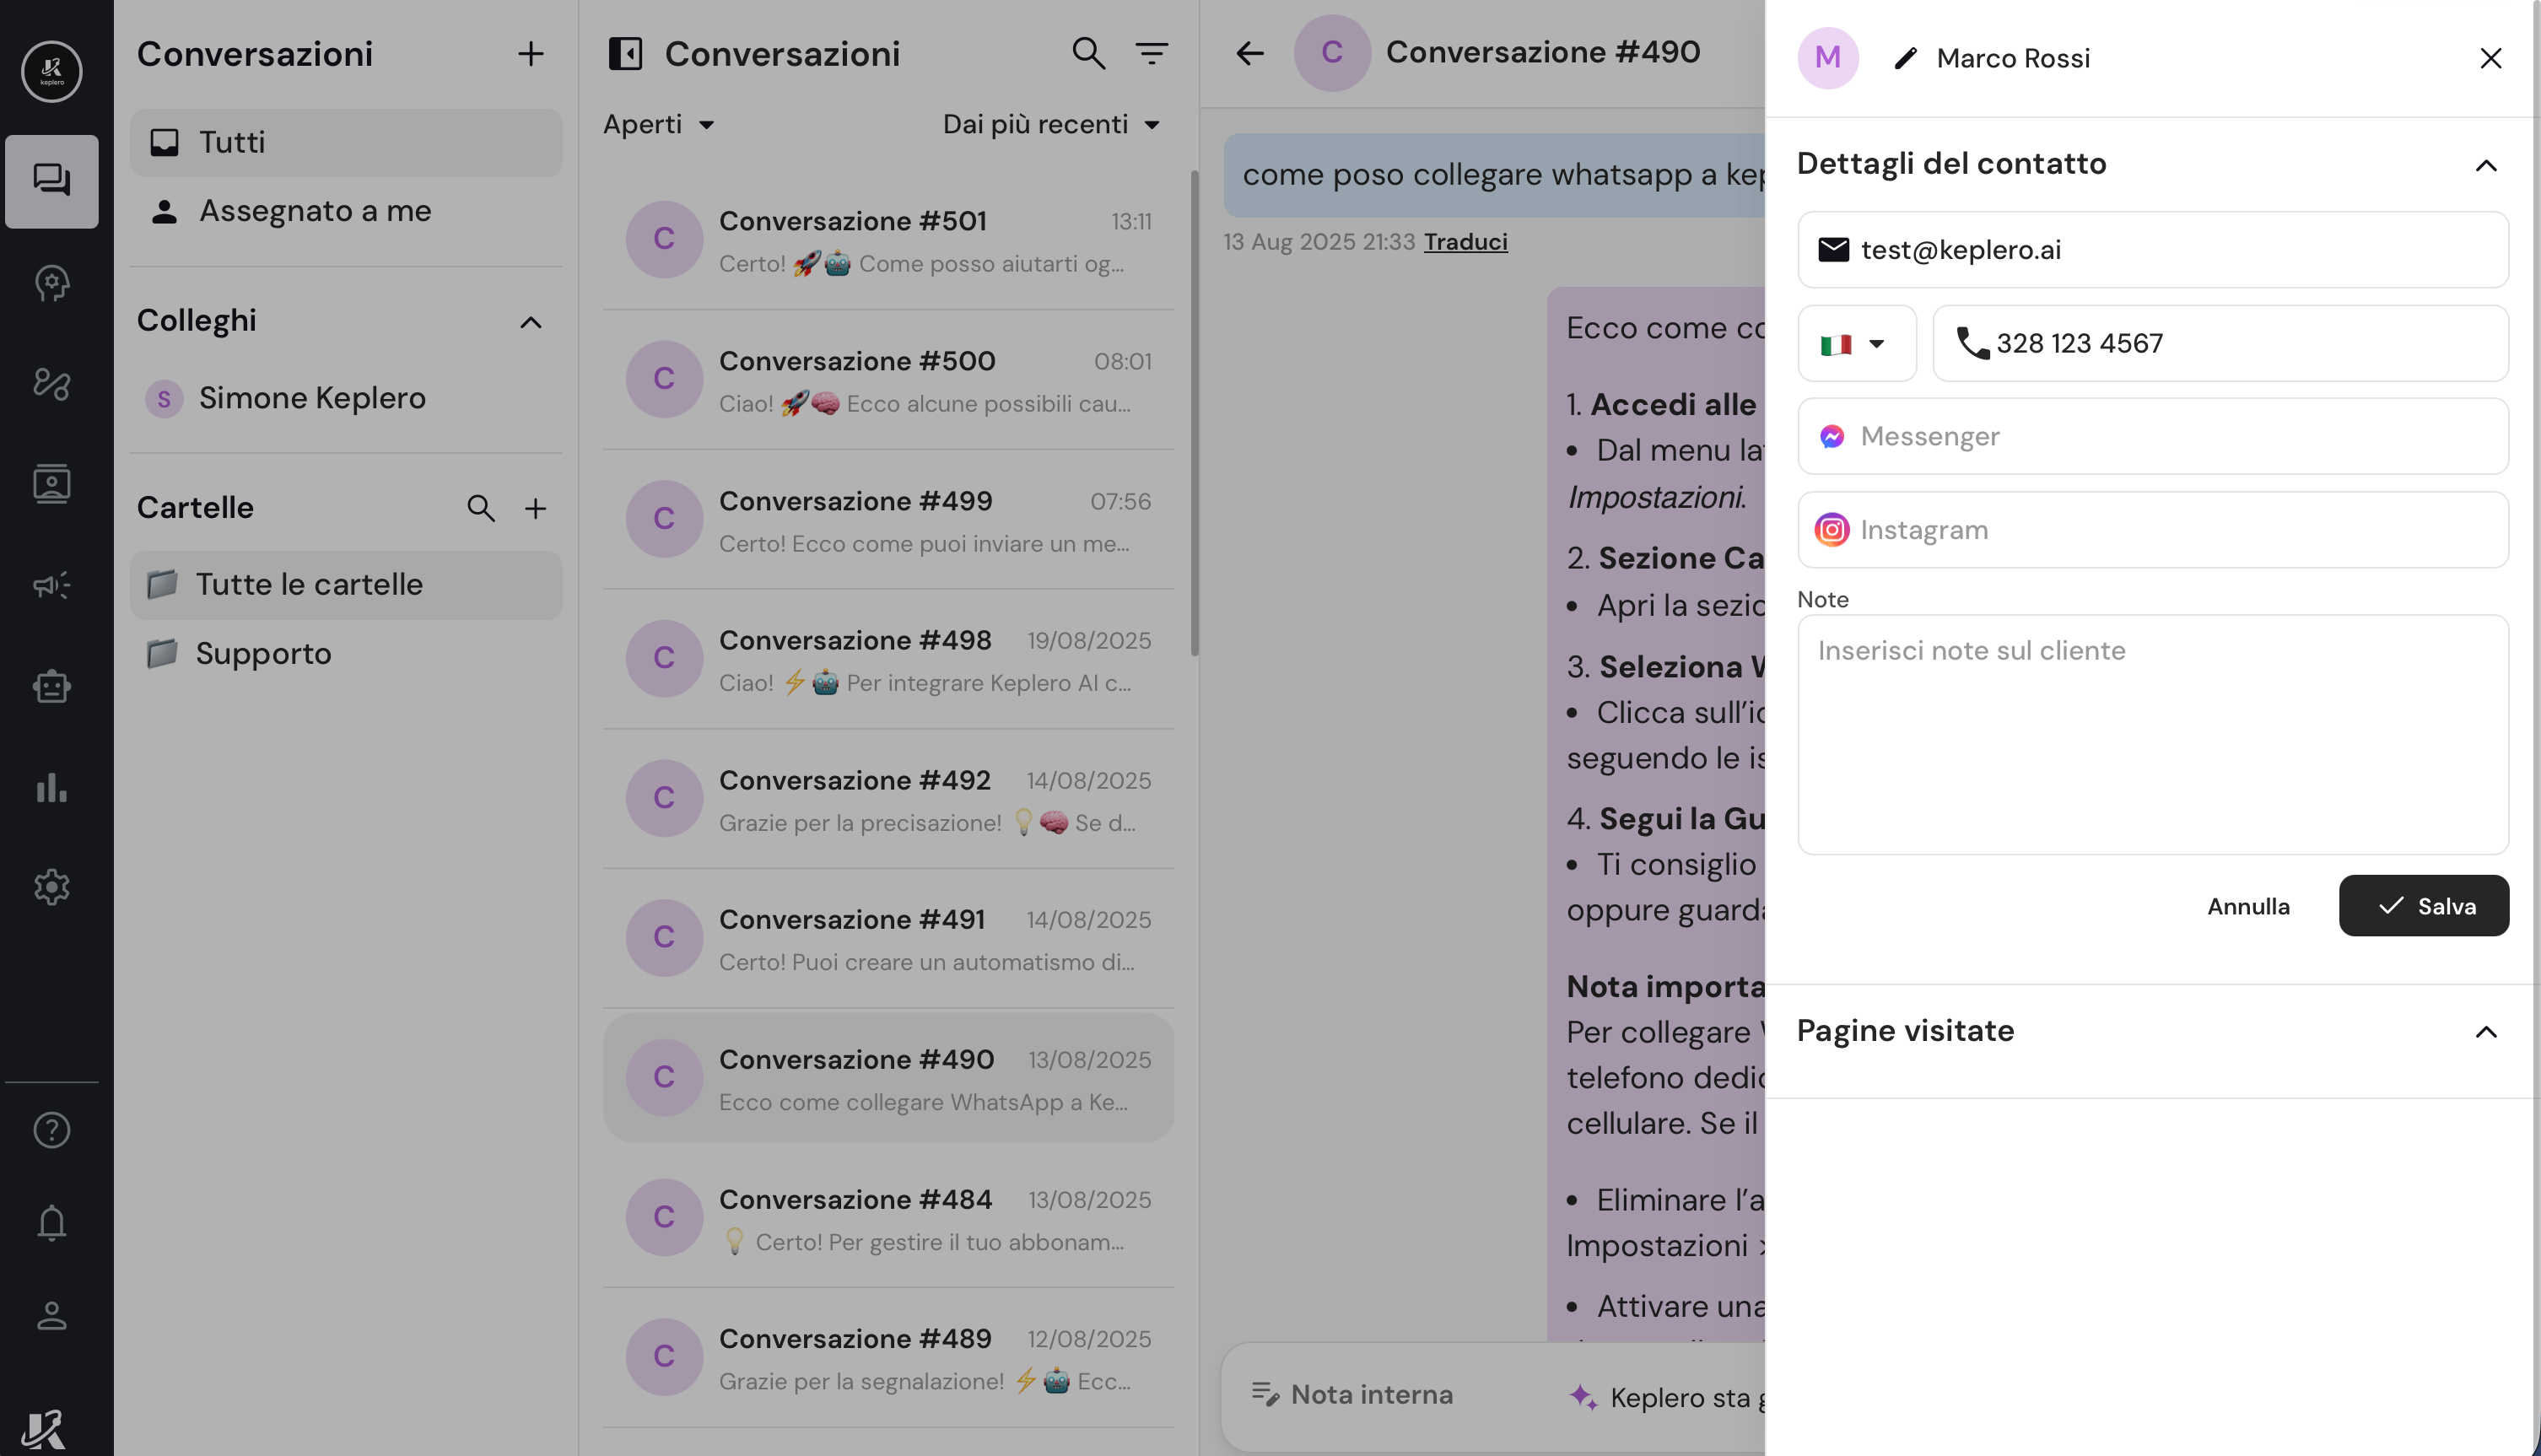 keplero
Conversazioni
Tutti
Assegnato a me
Colleghi
S Simone Keplero
Cartelle
Tutte le cartelle
Supporto
Conversazioni
Aperti
Dai più recenti
C Conversazione #501 13:11
Certo! 🚀🤖 Come posso aiutarti og...
C Conversazione #500 08:01
Ciao! 🚀🧠 Ecco alcune possibili cau...
C Conversazione #499 07:56
Certo! Ecco come puoi inviare un me...
C Conversazione #498 19/08/2025
Ciao! ⚡🤖 Per integrare Keplero AI c...
C Conversazione #492 14/08/2025
Grazie per la precisazione! 💡🧠 Se d...
C Conversazione #491 14/08/2025
Certo! Puoi creare un automatismo di...
C Conversazione #490 13/08/2025
Ecco come collegare WhatsApp a Ke...
C Conversazione #484 13/08/2025
💡 Certo! Per gestire il tuo abbonam...
C Conversazione #489 12/08/2025
Grazie per la segnalazione! ⚡🤖 Ecc...
C Conversazione #490
come poso collegare whatsapp a kep
13 Aug 2025 21:33 Traduci
Ecco come co
1. Accedi alle
• Dal menu la
Impostazioni.
2. Sezione Ca
• Apri la sezio
3. Seleziona W
• Clicca sull'ic
seguendo le is
4. Segui la Gu
• Ti consiglio
oppure guarda
Nota importa
Per collegare W
telefono dedic
cellulare. Se il
• Eliminare l'a
Impostazioni >
• Attivare una
Nota interna
Keplero sta g
M Marco Rossi
Dettagli del contatto
test@keplero.ai
328 123 4567
Messenger
Instagram
Note
Inserisci note sul cliente
Annulla
Salva
Pagine visitate